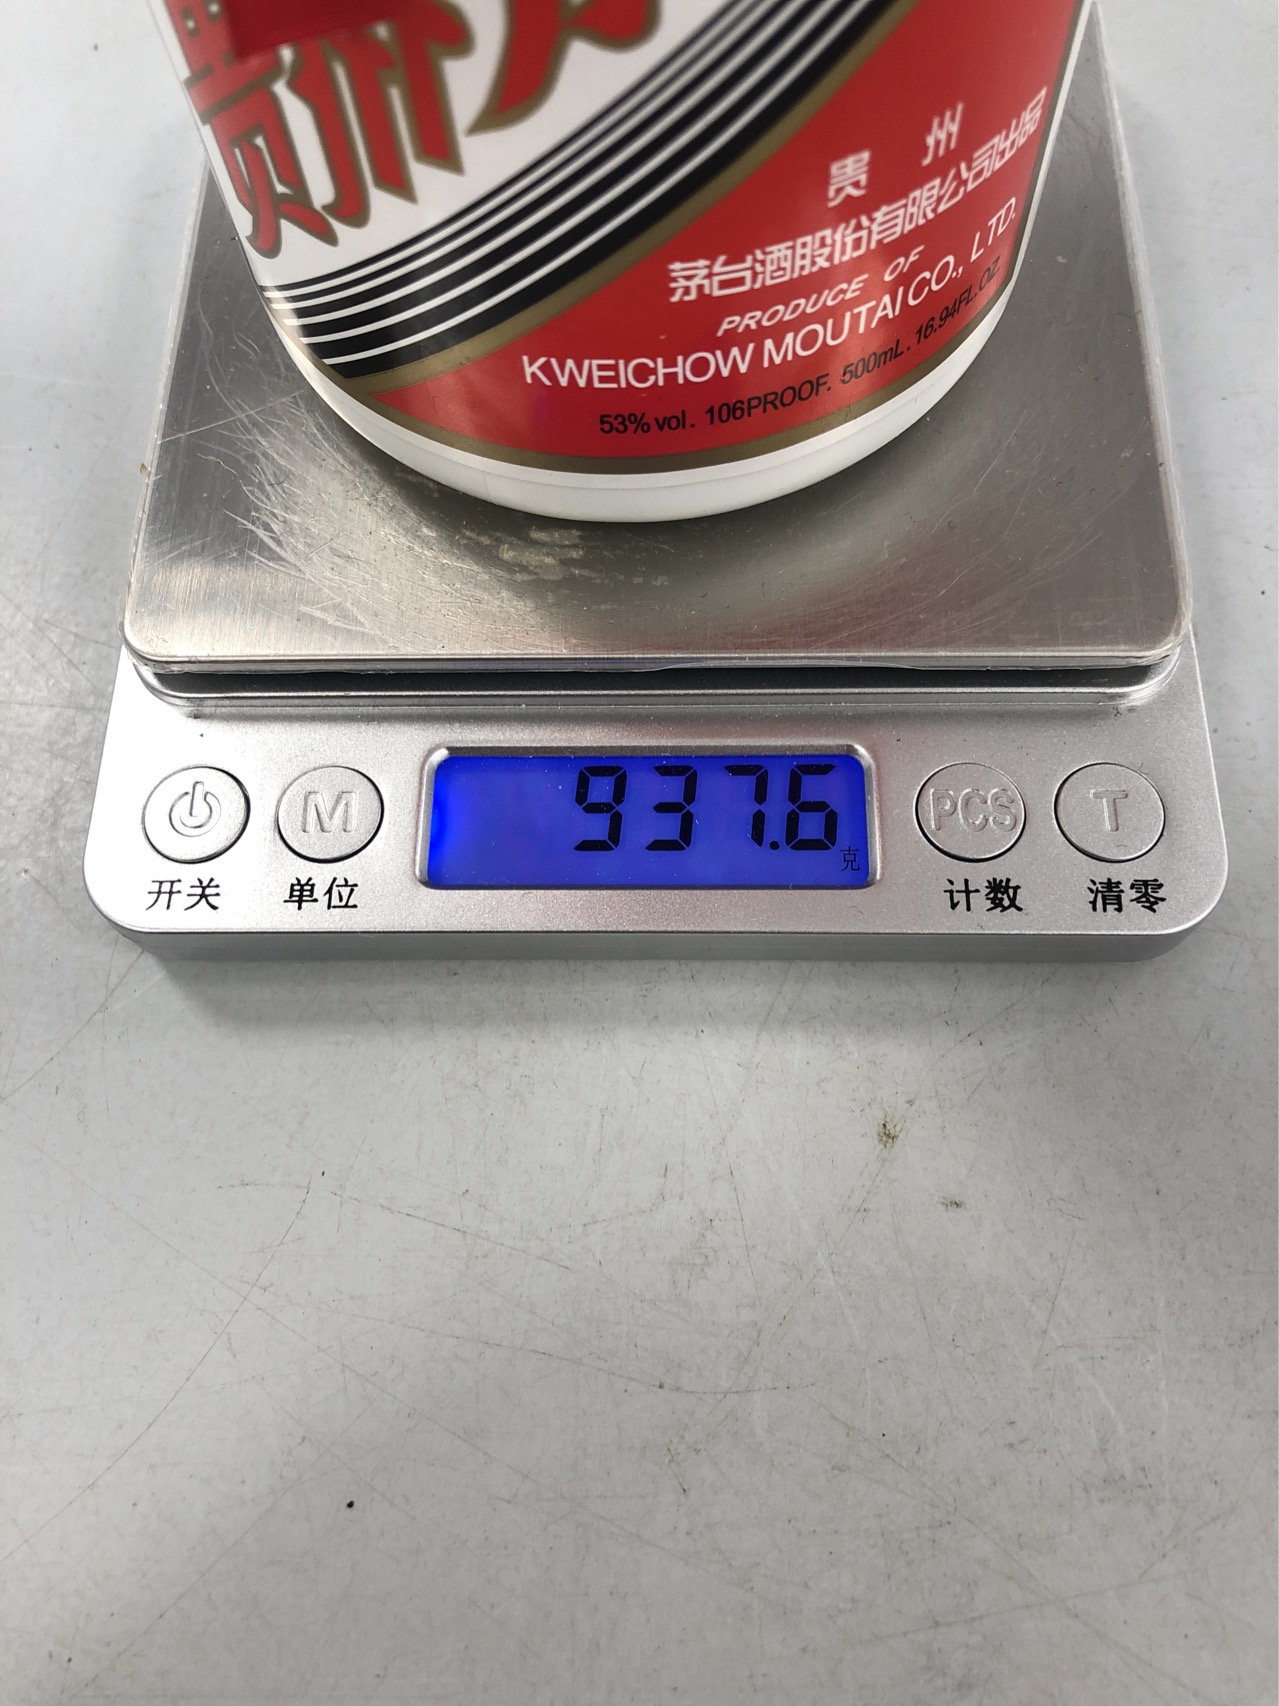 贵州
茅台酒股份有限公司出品
PRODUCE OF
KWEICHOW MOUTAI CO., LTD.
53% vol. 106PROOF. 500mL. 16.94FL.OZ
937.6
克
M
PCS
T
开关
单位
计数
清零